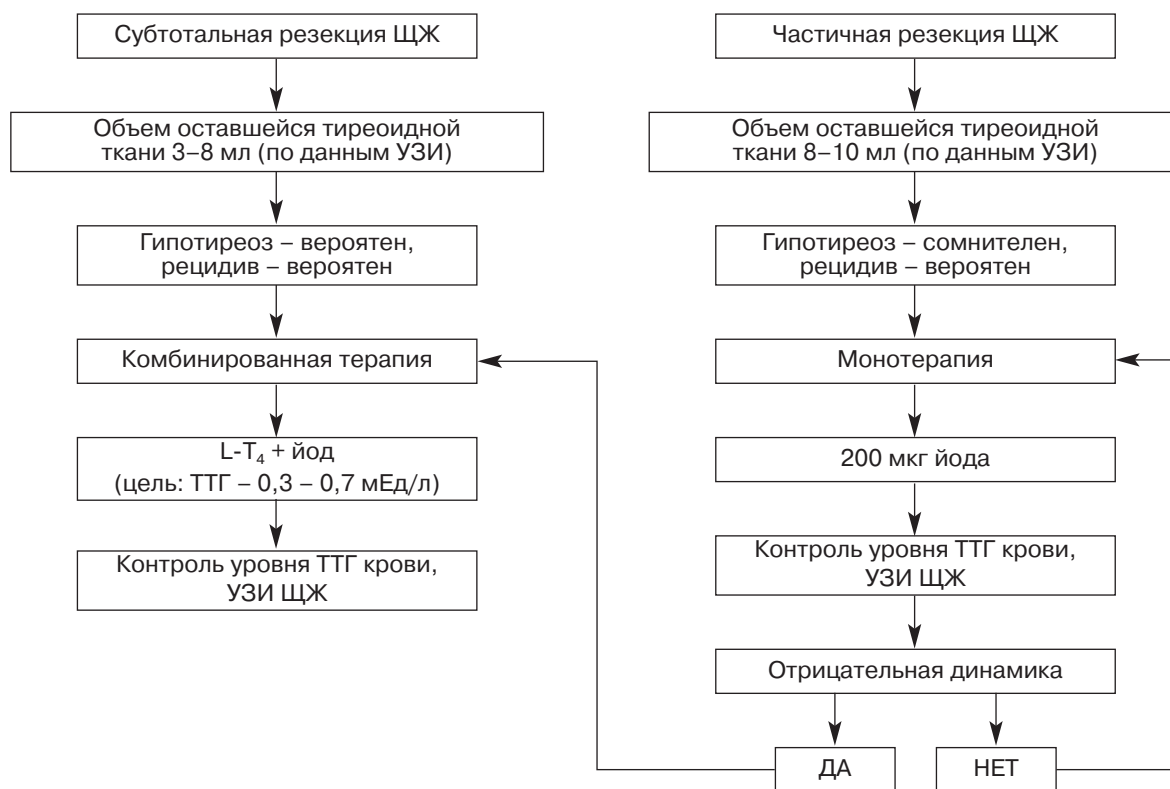 Субтотальная резекция ЩЖ
Объем оставшейся тиреоидной
ткани 3–8 мл (по данным УЗИ)
Гипотиреоз – вероятен,
рецидив – вероятен
Комбинированная терапия
L-T₄ + йод
(цель: ТТГ – 0,3 – 0,7 мЕд/л)
Контроль уровня ТТГ крови,
УЗИ ЩЖ
Частичная резекция ЩЖ
Объем оставшейся тиреоидной
ткани 8–10 мл (по данным УЗИ)
Гипотиреоз – сомнителен,
рецидив – вероятен
Монотерапия
200 мкг йода
Контроль уровня ТТГ крови,
УЗИ ЩЖ
Отрицательная динамика
ДА
НЕТ